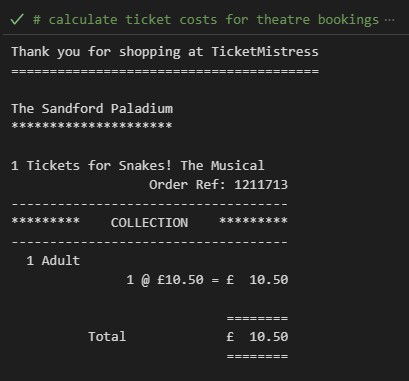 ✓ # calculate ticket costs for theatre bookings ...
Thank you for shopping at TicketMistress
========================================
The Sandford Paladium
*********************
1 Tickets for Snakes! The Musical
Order Ref: 1211713
------------------------------------
*********    COLLECTION    *********
------------------------------------
1 Adult
1 @ £10.50 = £  10.50
========
Total £  10.50
========